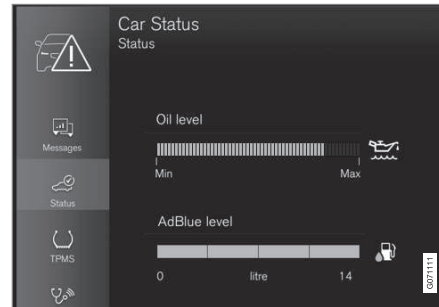 Car Status
Status
Messages
Status
TPMS
Oil level
Min Max
AdBlue level
0 litre 14
G071111